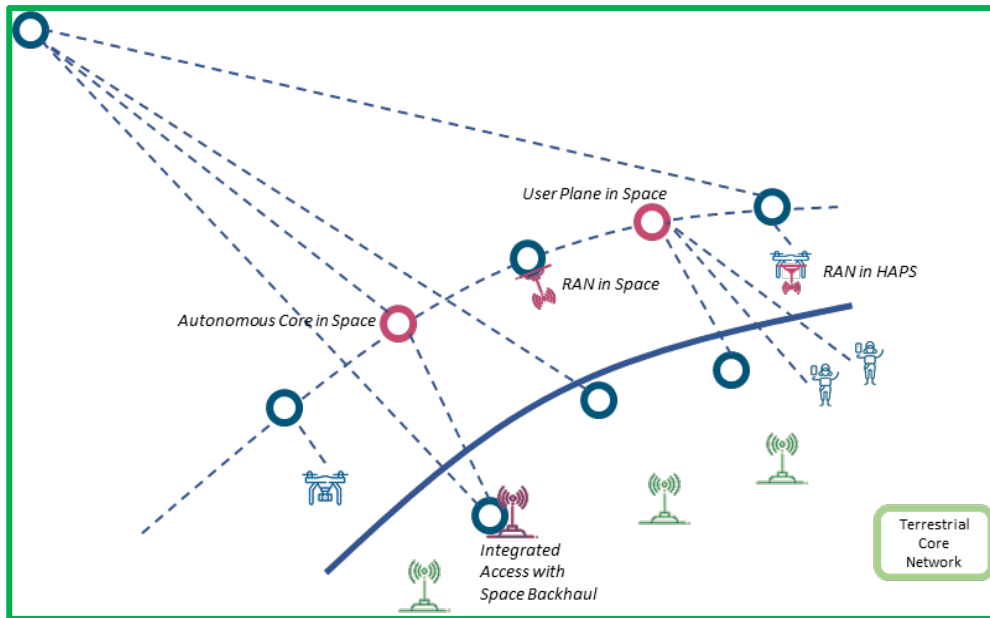 User Plane in Space
RAN in Space
RAN in HAPS
Autonomous Core in Space
Integrated
Access with
Space Backhaul
Terrestrial
Core
Network